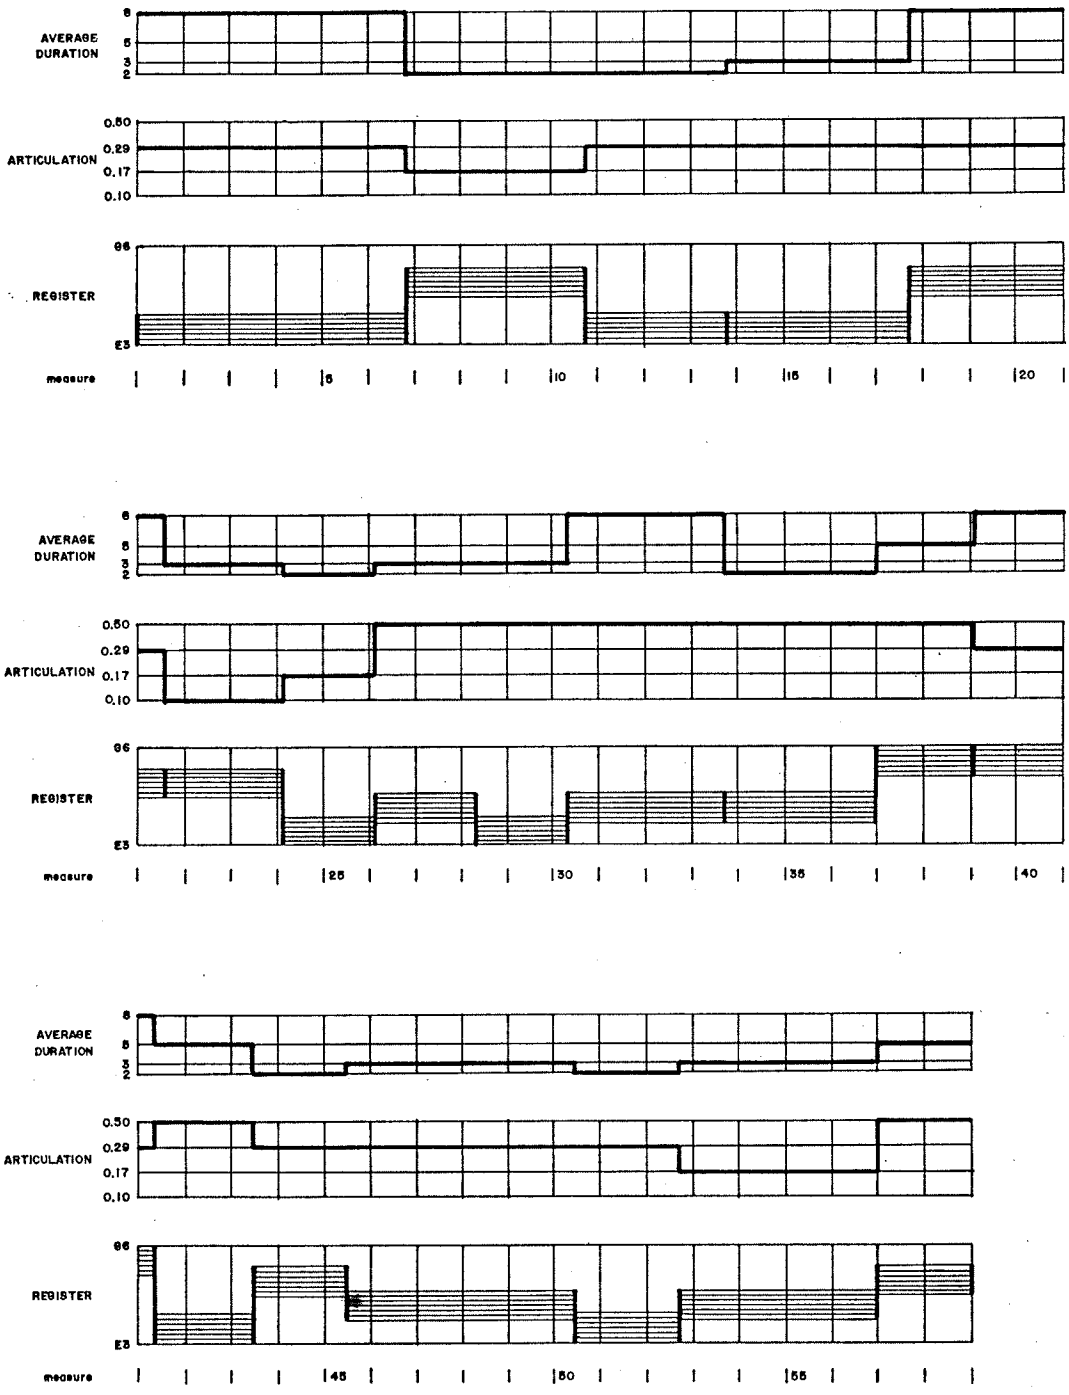 8
AVERAGE
DURATION
5
3
2
0.50
0.29
ARTICULATION
0.17
0.10
G6
REGISTER
E3
measure 5 10 15 20
8
AVERAGE
DURATION
5
3
2
0.50
0.29
ARTICULATION
0.17
0.10
G6
REGISTER
E3
measure 25 30 35 40
8
AVERAGE
DURATION
5
3
2
0.50
0.29
ARTICULATION
0.17
0.10
G6
REGISTER
E3
measure 45 50 55